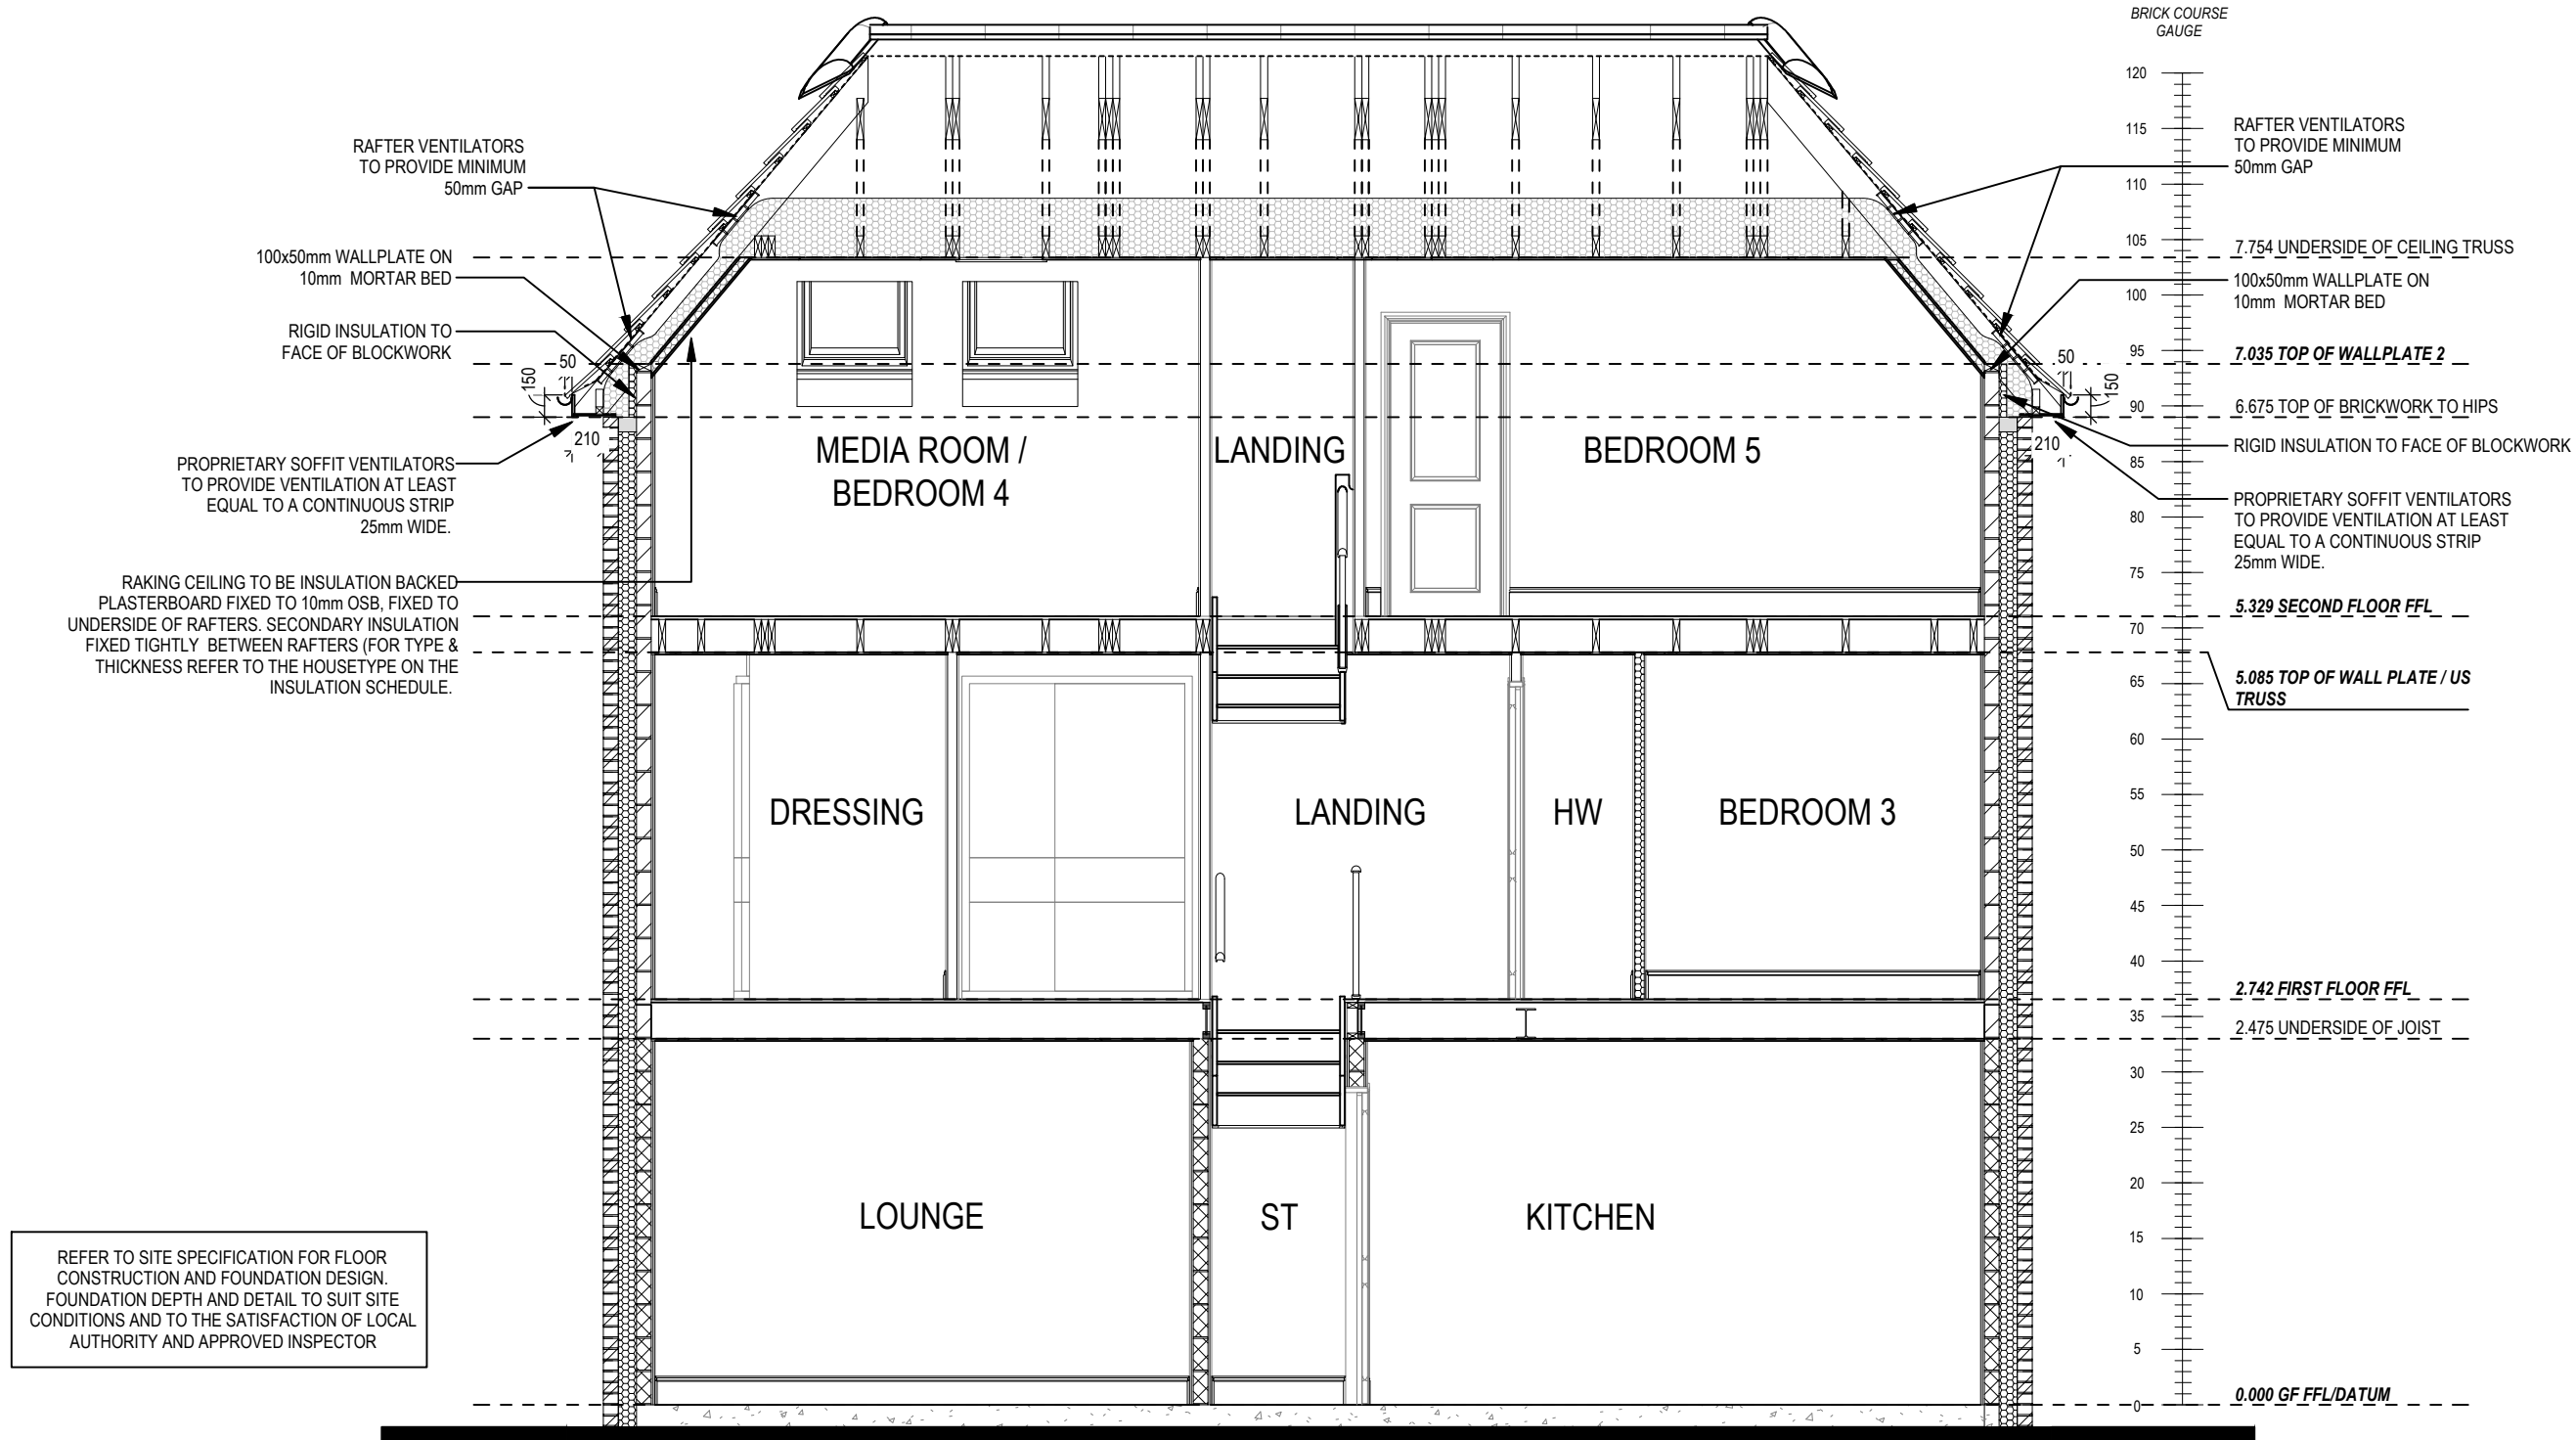 BRICK COURSE
GAUGE
RAFTER VENTILATORS
TO PROVIDE MINIMUM
50mm GAP
100x50mm WALLPLATE ON
10mm MORTAR BED
RIGID INSULATION TO
FACE OF BLOCKWORK
50
150
210
PROPRIETARY SOFFIT VENTILATORS
TO PROVIDE VENTILATION AT LEAST
EQUAL TO A CONTINUOUS STRIP
25mm WIDE.
RAKING CEILING TO BE INSULATION BACKED
PLASTERBOARD FIXED TO 10mm OSB, FIXED TO
UNDERSIDE OF RAFTERS. SECONDARY INSULATION
FIXED TIGHTLY BETWEEN RAFTERS (FOR TYPE &
THICKNESS REFER TO THE HOUSETYPE ON THE
INSULATION SCHEDULE.
REFER TO SITE SPECIFICATION FOR FLOOR
CONSTRUCTION AND FOUNDATION DESIGN.
FOUNDATION DEPTH AND DETAIL TO SUIT SITE
CONDITIONS AND TO THE SATISFACTION OF LOCAL
AUTHORITY AND APPROVED INSPECTOR
MEDIA ROOM /
BEDROOM 4
LANDING
BEDROOM 5
DRESSING
LANDING
HW
BEDROOM 3
LOUNGE
ST
KITCHEN
50
150
210
120
115
110
105
100
95
90
85
80
75
70
65
60
55
50
45
40
35
30
25
20
15
10
5
0
RAFTER VENTILATORS
TO PROVIDE MINIMUM
50mm GAP
7.754 UNDERSIDE OF CEILING TRUSS
100x50mm WALLPLATE ON
10mm MORTAR BED
7.035 TOP OF WALLPLATE 2
6.675 TOP OF BRICKWORK TO HIPS
RIGID INSULATION TO FACE OF BLOCKWORK
PROPRIETARY SOFFIT VENTILATORS
TO PROVIDE VENTILATION AT LEAST
EQUAL TO A CONTINUOUS STRIP
25mm WIDE.
5.329 SECOND FLOOR FFL
5.085 TOP OF WALL PLATE / US
TRUSS
2.742 FIRST FLOOR FFL
2.475 UNDERSIDE OF JOIST
0.000 GF FFL/DATUM